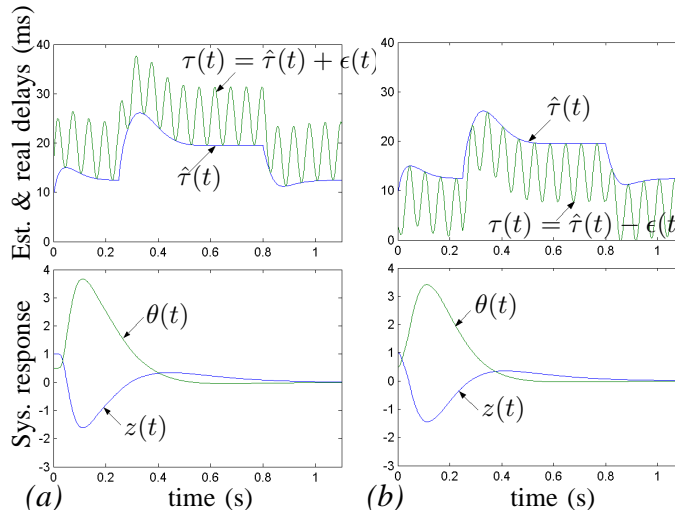 Est. & real delays (ms)
40
30
20
10
0
τ(t) = τ̂(t) + ϵ(t)
τ̂(t)
0 0.2 0.4 0.6 0.8 1
40
30
20
10
0
τ̂(t)
τ(t) = τ̂(t) − ϵ(t
0 0.2 0.4 0.6 0.8 1
Sys. response
4
3
2
1
0
-1
-2
-3
θ(t)
z(t)
0 0.2 0.4 0.6 0.8 1
(a) time (s)
4
3
2
1
0
-1
-2
-3
θ(t)
z(t)
0 0.2 0.4 0.6 0.8 1
(b) time (s)